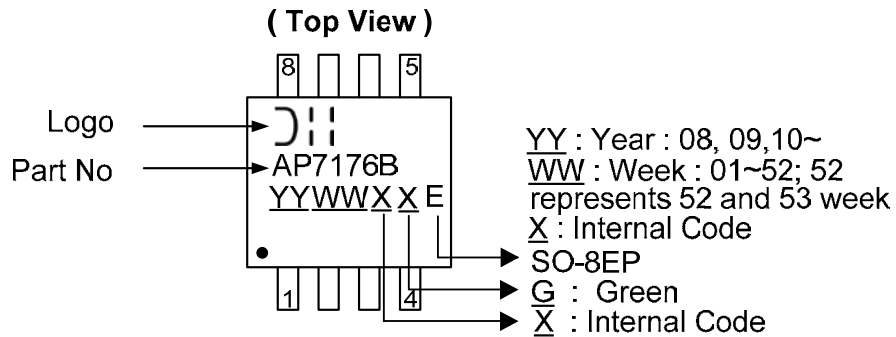 ( Top View )
8 5
Logo
Part No
AP7176B
YYWWX X E
1 4
YY : Year : 08, 09,10~
WW : Week : 01~52; 52
represents 52 and 53 week
X : Internal Code
SO-8EP
G : Green
X : Internal Code